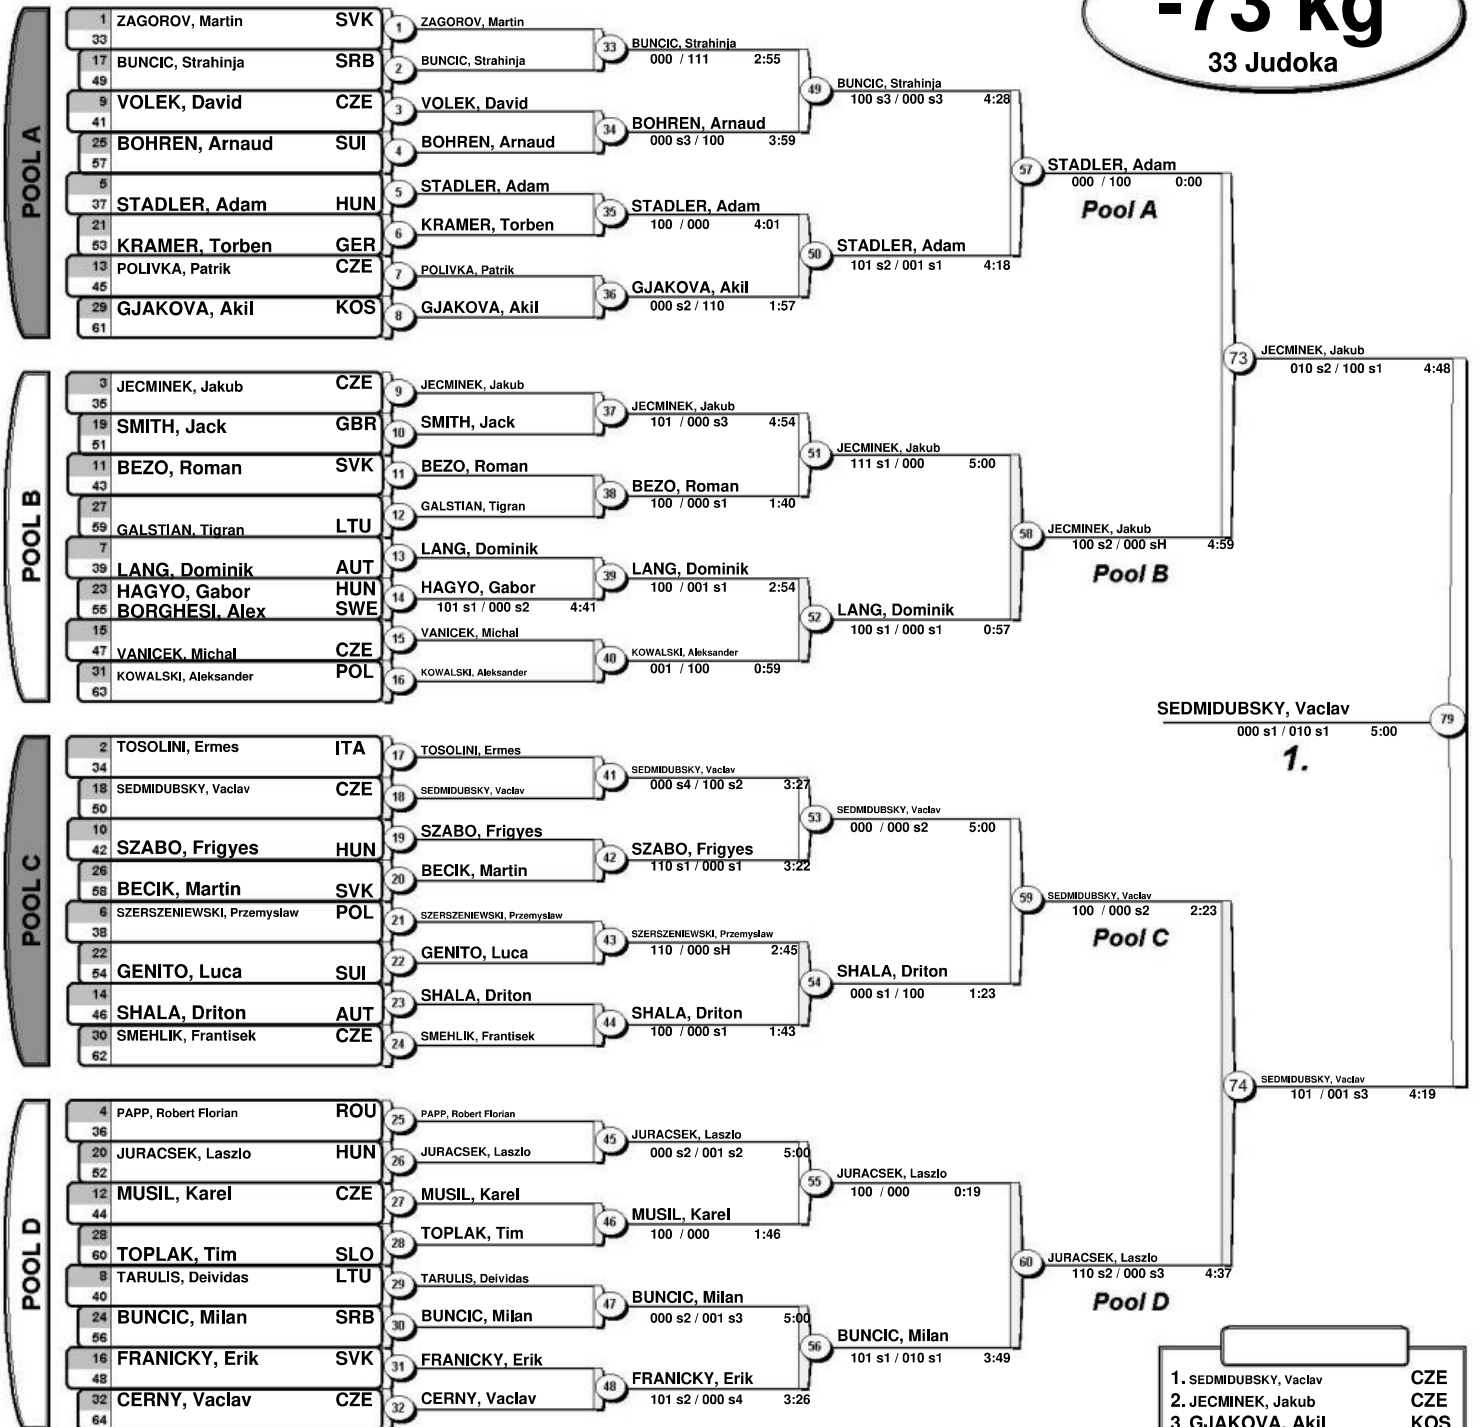 -73 kg
33 Judoka
POOL A
1 ZAGOROV, Martin SVK
33
17 BUNCIC, Strahinja SRB
49
9 VOLEK, David CZE
41
25 BOHREN, Arnaud SUI
57
5
37 STADLER, Adam HUN
21
53 KRAMER, Torben GER
13 POLIVKA, Patrik CZE
45
29 GJAKOVA, Akil KOS
61
1 ZAGOROV, Martin
2 BUNCIC, Strahinja
3 VOLEK, David
4 BOHREN, Arnaud
5 STADLER, Adam
6 KRAMER, Torben
7 POLIVKA, Patrik
8 GJAKOVA, Akil
33 BUNCIC, Strahinja
000 / 111 2:55
34 BOHREN, Arnaud
000 s3 / 100 3:59
35 STADLER, Adam
100 / 000 4:01
36 GJAKOVA, Akil
000 s2 / 110 1:57
49 BUNCIC, Strahinja
100 s3 / 000 s3 4:28
50 STADLER, Adam
101 s2 / 001 s1 4:18
57 STADLER, Adam
000 / 100 0:00
Pool A
POOL B
3 JECMINEK, Jakub CZE
35
19 SMITH, Jack GBR
51
11 BEZO, Roman SVK
43
27
59 GALSTIAN, Tigran LTU
7
39 LANG, Dominik AUT
23 HAGYO, Gabor HUN
55 BORGHESI, Alex SWE
15
47 VANICEK, Michal CZE
31 KOWALSKI, Aleksander POL
63
9 JECMINEK, Jakub
10 SMITH, Jack
11 BEZO, Roman
12 GALSTIAN, Tigran
13 LANG, Dominik
14 HAGYO, Gabor
101 s1 / 000 s2 4:41
15 VANICEK, Michal
16 KOWALSKI, Aleksander
37 JECMINEK, Jakub
101 / 000 s3 4:54
38 BEZO, Roman
100 / 000 s1 1:40
39 LANG, Dominik
100 / 001 s1 2:54
40 KOWALSKI, Aleksander
001 / 100 0:59
51 JECMINEK, Jakub
111 s1 / 000 5:00
52 LANG, Dominik
100 s1 / 000 s1 0:57
58 JECMINEK, Jakub
100 s2 / 000 sH 4:59
Pool B
73 JECMINEK, Jakub
010 s2 / 100 s1 4:48
SEDMIDUBSKY, Vaclav 79
000 s1 / 010 s1 5:00
1.
POOL C
2 TOSOLINI, Ermes ITA
34
18 SEDMIDUBSKY, Vaclav CZE
50
10
42 SZABO, Frigyes HUN
26
58 BECIK, Martin SVK
6 SZERSZENIEWSKI, Przemyslaw POL
38
22
54 GENITO, Luca SUI
14
46 SHALA, Driton AUT
30 SMEHLIK, Frantisek CZE
62
17 TOSOLINI, Ermes
18 SEDMIDUBSKY, Vaclav
19 SZABO, Frigyes
20 BECIK, Martin
21 SZERSZENIEWSKI, Przemyslaw
22 GENITO, Luca
23 SHALA, Driton
24 SMEHLIK, Frantisek
41 SEDMIDUBSKY, Vaclav
000 s4 / 100 s2 3:27
42 SZABO, Frigyes
110 s1 / 000 s1 3:22
43 SZERSZENIEWSKI, Przemyslaw
110 / 000 sH 2:45
44 SHALA, Driton
100 / 000 s1 1:43
53 SEDMIDUBSKY, Vaclav
000 / 000 s2 5:00
54 SHALA, Driton
000 s1 / 100 1:23
59 SEDMIDUBSKY, Vaclav
100 / 000 s2 2:23
Pool C
74 SEDMIDUBSKY, Vaclav
101 / 001 s3 4:19
POOL D
4 PAPP, Robert Florian ROU
36
20 JURACSEK, Laszlo HUN
52
12 MUSIL, Karel CZE
44
28
60 TOPLAK, Tim SLO
8 TARULIS, Deividas LTU
40
24 BUNCIC, Milan SRB
56
16 FRANICKY, Erik SVK
48
32 CERNY, Vaclav CZE
64
25 PAPP, Robert Florian
26 JURACSEK, Laszlo
27 MUSIL, Karel
28 TOPLAK, Tim
29 TARULIS, Deividas
30 BUNCIC, Milan
31 FRANICKY, Erik
32 CERNY, Vaclav
45 JURACSEK, Laszlo
000 s2 / 001 s2 5:00
46 MUSIL, Karel
100 / 000 1:46
47 BUNCIC, Milan
000 s2 / 001 s3 5:00
48 FRANICKY, Erik
101 s2 / 000 s4 3:26
55 JURACSEK, Laszlo
100 / 000 0:19
56 BUNCIC, Milan
101 s1 / 010 s1 3:49
60 JURACSEK, Laszlo
110 s2 / 000 s3 4:37
Pool D
1. SEDMIDUBSKY, Vaclav CZE
2. JECMINEK, Jakub CZE
3. GJAKOVA, Akil KOS